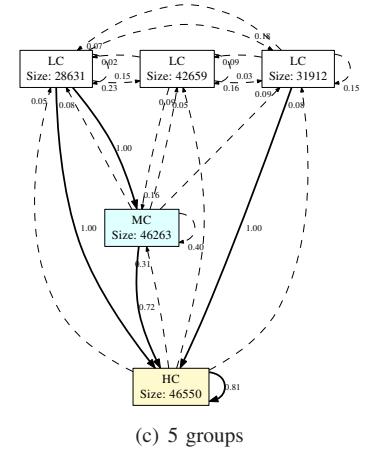 0.18
0.07
LC
Size: 28631
0.02
0.23
0.15
LC
Size: 42659
0.09
0.16
0.03
LC
Size: 31912
0.15
0.05
0.08
0.09
0.05
0.09
0.08
1.00
0.16
MC
Size: 46263
0.40
1.00
1.00
0.31
0.72
HC
Size: 46550
0.81
(c) 5 groups